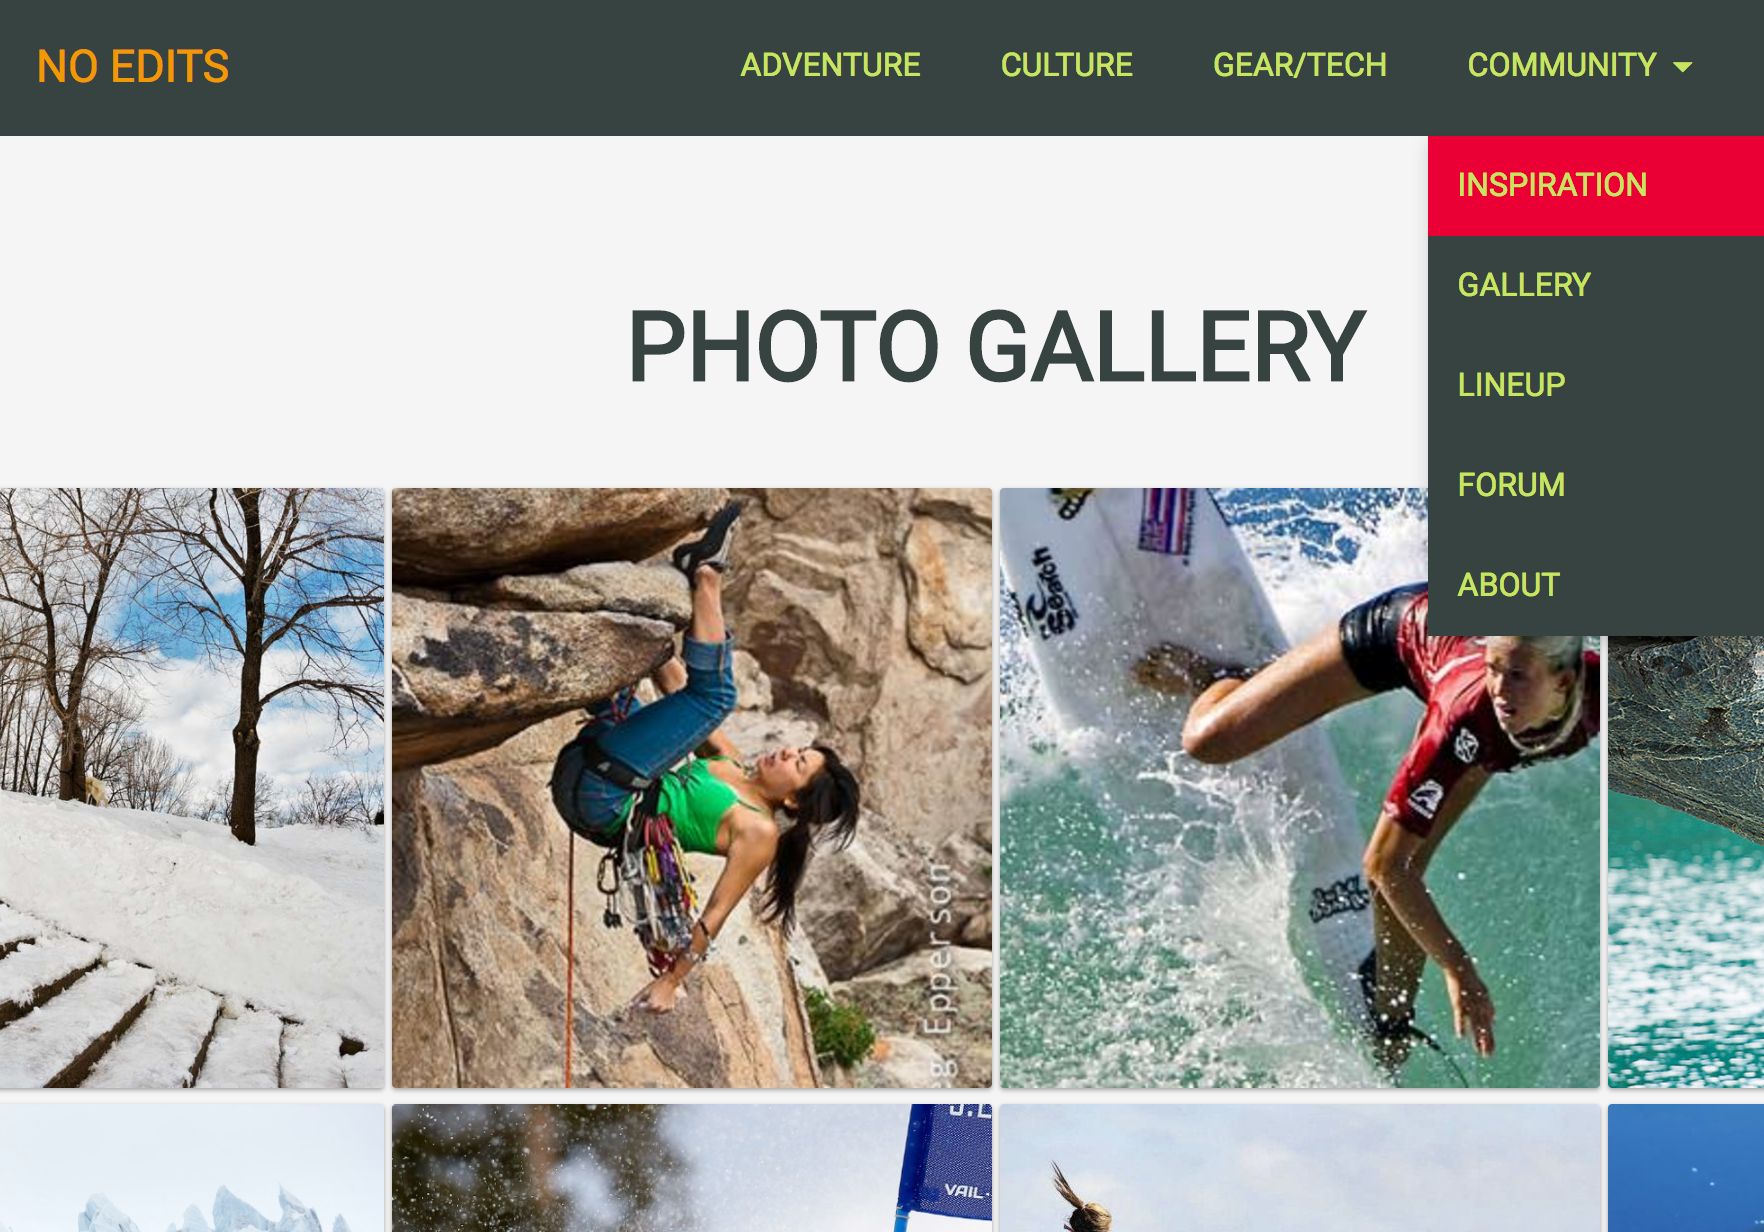 NO EDITS
ADVENTURE
CULTURE
GEAR/TECH
COMMUNITY
INSPIRATION
GALLERY
LINEUP
FORUM
ABOUT
PHOTO GALLERY
Search
Epperson
VAIL